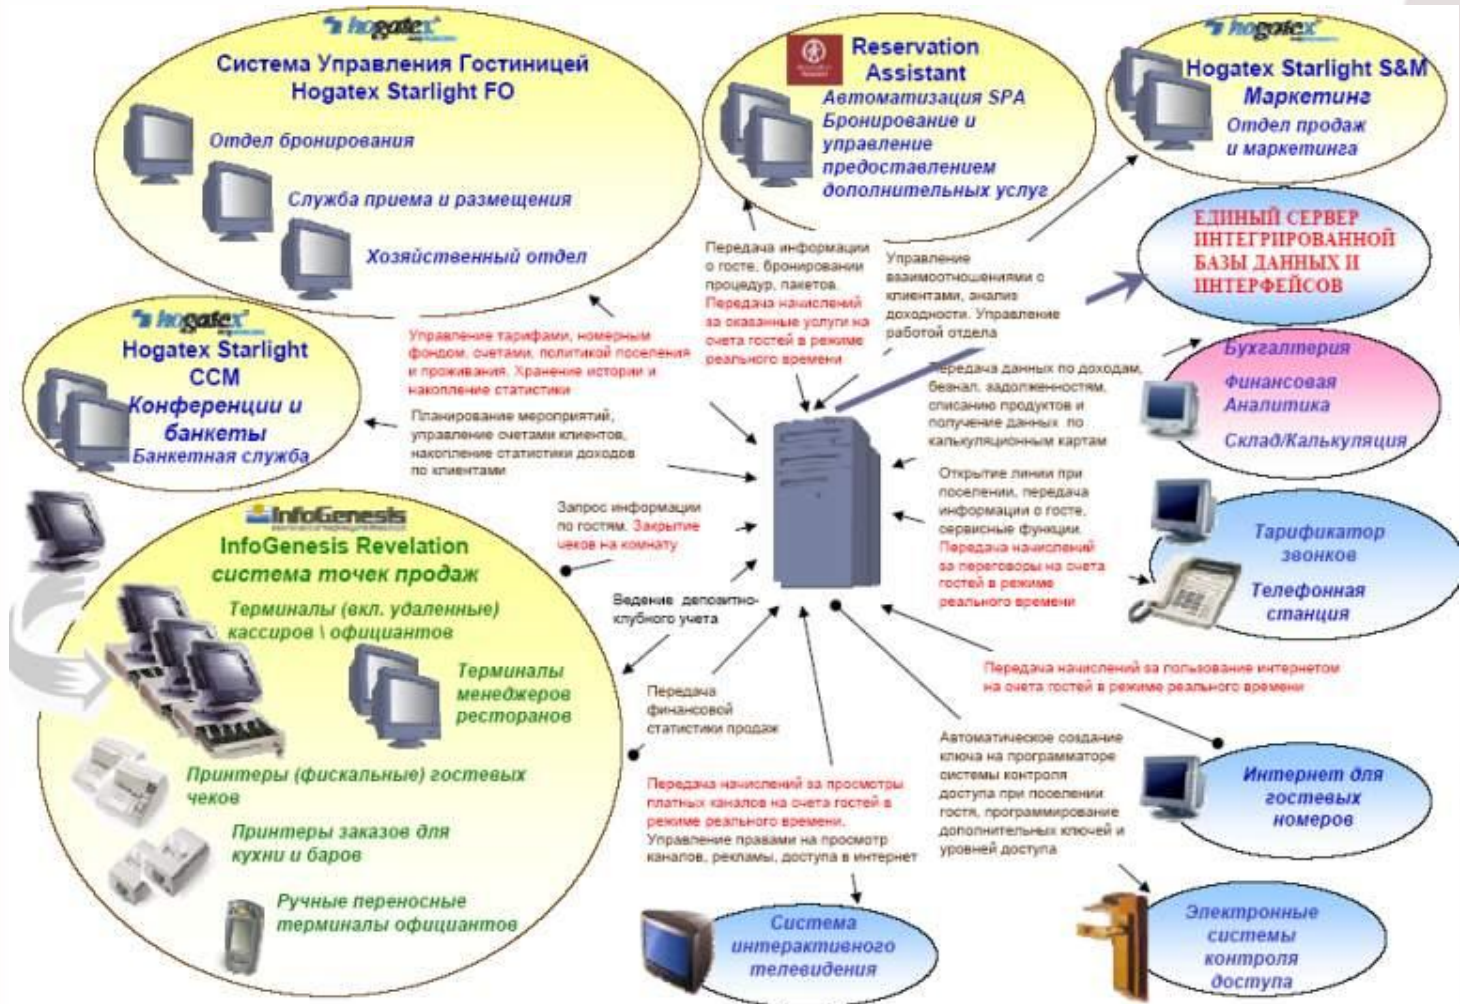 hogatex
Система Управления Гостиницей
Hogatex Starlight FO
Отдел бронирования
Служба приема и размещения
Хозяйственный отдел
Reservation
Assistant
Автоматизация SPA
Бронирование и
управление
предоставлением
дополнительных услуг
hogatex
Hogatex Starlight S&M
Маркетинг
Отдел продаж
и маркетинга
ЕДИНЫЙ СЕРВЕР
ИНТЕГРИРОВАННОЙ
БАЗЫ ДАННЫХ И
ИНТЕРФЕЙСОВ
Передача информации
о госте, бронировании
процедур, пакетов.
Передача начислений
за оказанные услуги на
счета гостей в режиме
реального времени
Управление
взаимоотношениями с
клиентами, анализ
доходности. Управление
работой отдела
hogatex
Hogatex Starlight
CCM
Конференции и
банкеты
Банкетная служба
Управление тарифами, номерным
фондом, счетами, политикой поселения
и проживания. Хранение истории и
накопление статистики
Планирование мероприятий,
управление счетами клиентов,
накопление статистики доходов
по клиентами
Передача данных по доходам,
безнал. задолженностям,
списанию продуктов и
получение данных по
калькуляционным картам
Бухгалтерия
Финансовая
Аналитика
Склад/Калькуляция
Открытие линии при
поселении, передача
информации о госте,
сервисные функции.
Передача начислений
за переговоры на счета
гостей в режиме
реального времени
Тарификатор
звонков
Телефонная
станция
InfoGenesis
InfoGenesis Revelation
система точек продаж
Терминалы (вкл. удаленные)
кассиров \ официантов
Терминалы
менеджеров
ресторанов
Принтеры (фискальные) гостевых
чеков
Принтеры заказов для
кухни и баров
Ручные переносные
терминалы официантов
Запрос информации
по гостям. Закрытие
чеков на комнату
Ведение депозитно-
клубного учета
Передача
финансовой
статистики продаж
Передача начислений за просмотры
платных каналов на счета гостей в
режиме реального времени.
Управление правами на просмотр
каналов, рекламы, доступа в интернет
Передача начислений за пользование интернетом
на счета гостей в режиме реального времени
Автоматическое создание
ключа на программаторе
системы контроля
доступа при поселении
гостя, программирование
дополнительных ключей и
уровней доступа
Интернет для
гостевых
номеров
Система
интерактивного
телевидения
Электронные
системы
контроля
доступа